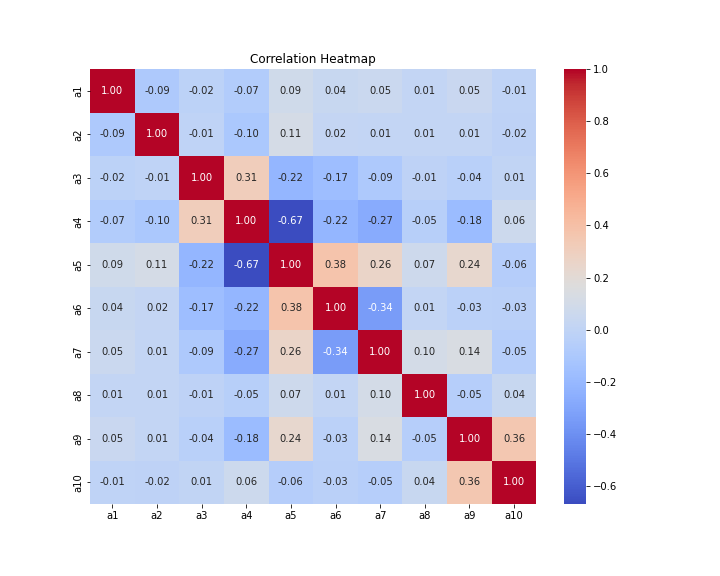 Correlation Heatmap
a1 1.00 -0.09 -0.02 -0.07 0.09 0.04 0.05 0.01 0.05 -0.01
a2 -0.09 1.00 -0.01 -0.10 0.11 0.02 0.01 0.01 0.01 -0.02
a3 -0.02 -0.01 1.00 0.31 -0.22 -0.17 -0.09 -0.01 -0.04 0.01
a4 -0.07 -0.10 0.31 1.00 -0.67 -0.22 -0.27 -0.05 -0.18 0.06
a5 0.09 0.11 -0.22 -0.67 1.00 0.38 0.26 0.07 0.24 -0.06
a6 0.04 0.02 -0.17 -0.22 0.38 1.00 -0.34 0.01 -0.03 -0.03
a7 0.05 0.01 -0.09 -0.27 0.26 -0.34 1.00 0.10 0.14 -0.05
a8 0.01 0.01 -0.01 -0.05 0.07 0.01 0.10 1.00 -0.05 0.04
a9 0.05 0.01 -0.04 -0.18 0.24 -0.03 0.14 -0.05 1.00 0.36
a10 -0.01 -0.02 0.01 0.06 -0.06 -0.03 -0.05 0.04 0.36 1.00
a1 a2 a3 a4 a5 a6 a7 a8 a9 a10
1.0
0.8
0.6
0.4
0.2
0.0
−0.2
−0.4
−0.6